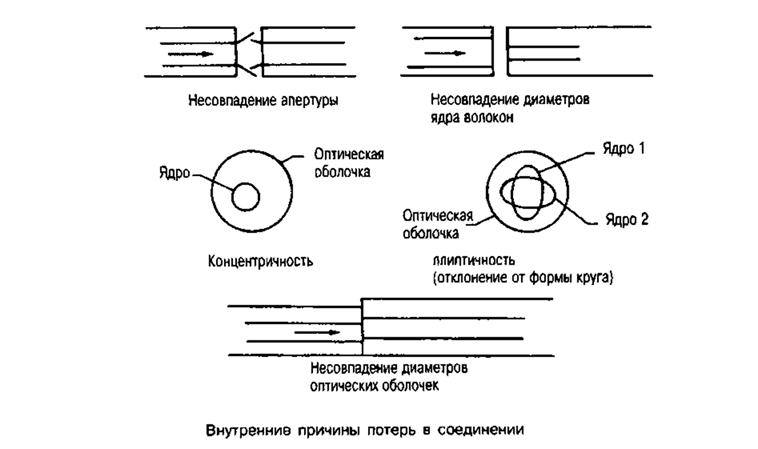 Несовпадение апертуры
Несовпадение диаметров
ядра волокон
Ядро
Оптическая
оболочка
Ядро 1
Оптическая
оболочка
Ядро 2
Концентричность
ллиптичность
(отклонение от формы круга)
Несовпадение диаметров
оптических оболочек
Внутренние причины потерь в соединении